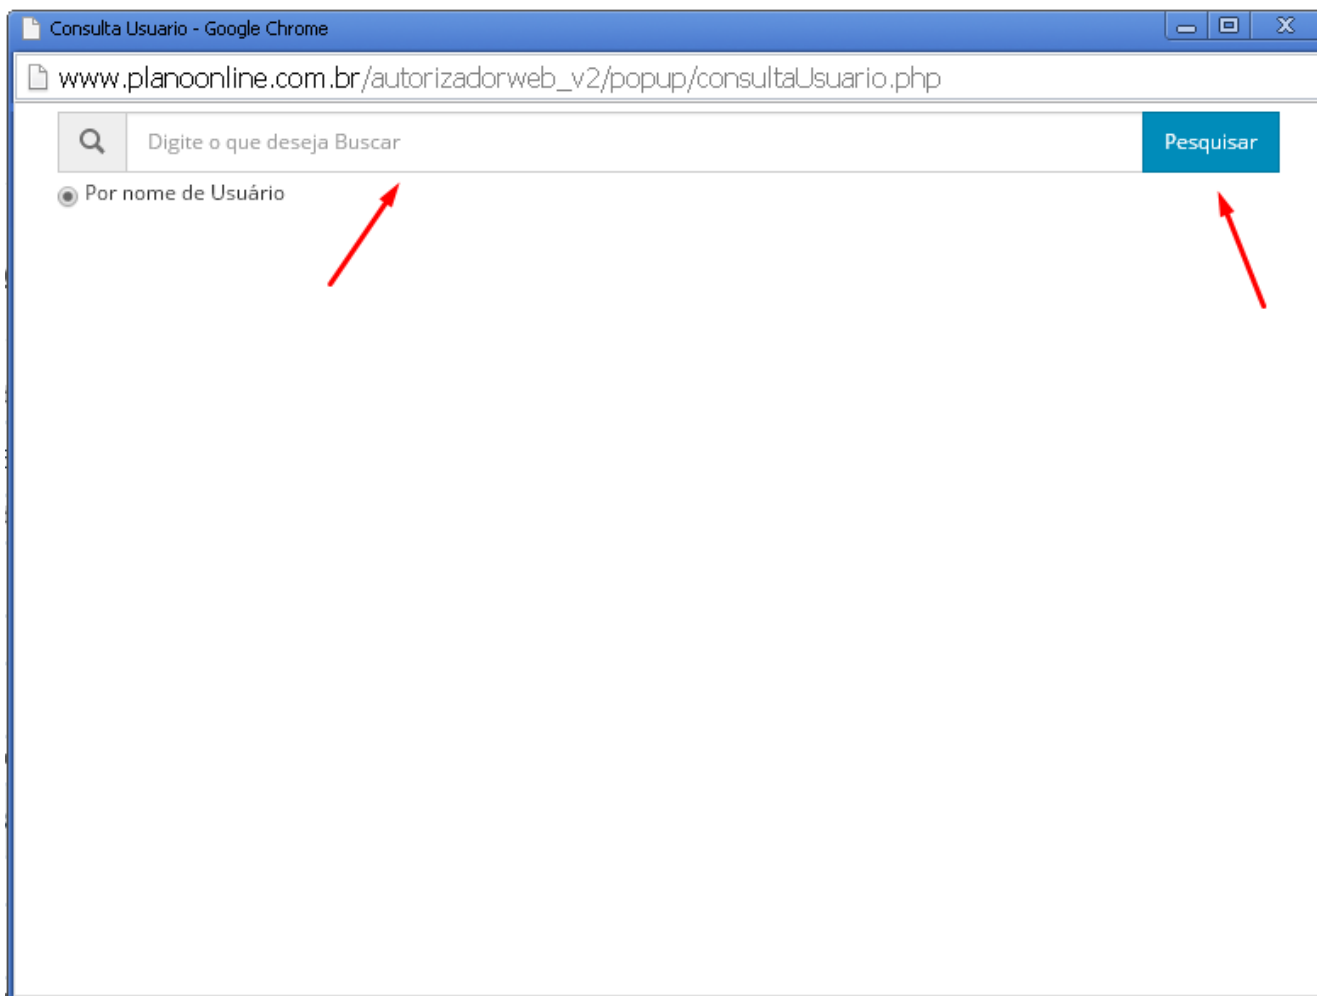 Consulta Usuario - Google Chrome
www.planoonline.com.br/autorizadorweb_v2/popup/consultaUsuario.php
Digite o que deseja Buscar
Pesquisar
Por nome de Usuário